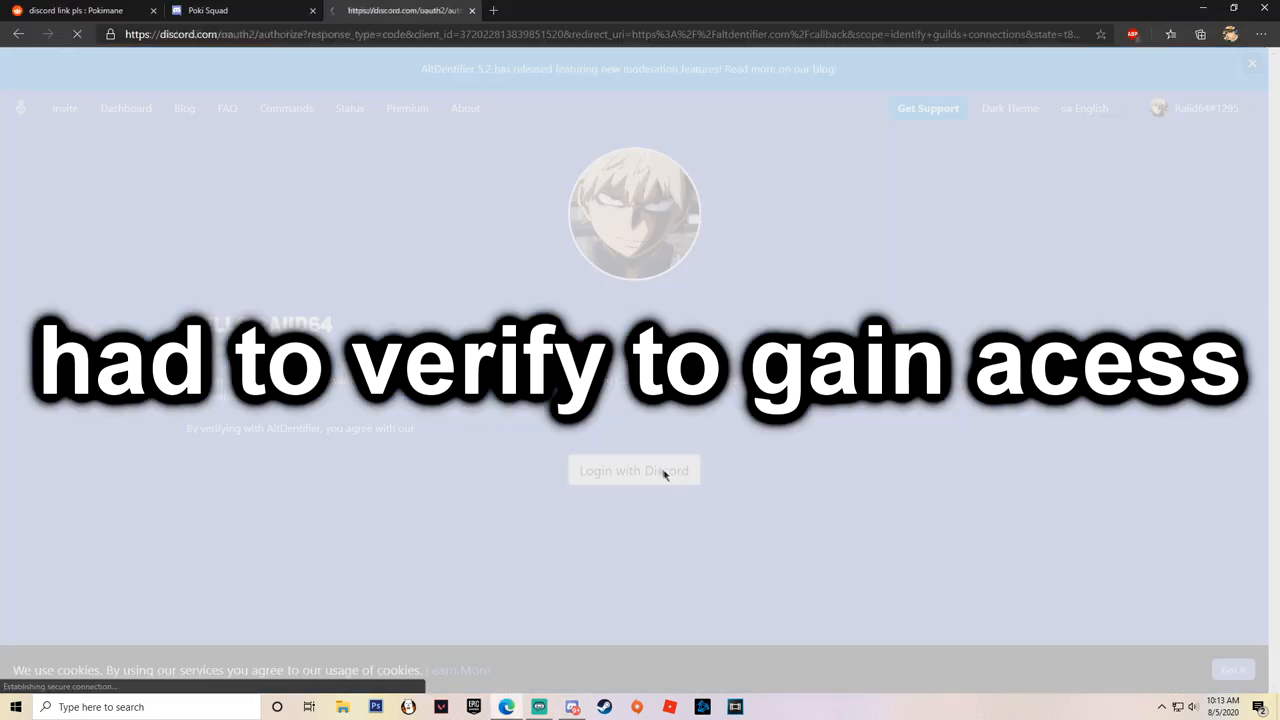 discord link pls : Pokimane
Poki Squad
https://discord.com/oauth2/aut
https://discord.com/oauth2/authorize?response_type=code&client_id=372022813839851520&redirect_uri=https%3A%2F%2Faltdentifier.com%2Fcallback&scope=identify+guilds+connections&state=t8...
AltDentifier 5.2 has released featuring new moderation features! Read more on our blog!
Invite Dashboard Blog FAQ Commands Status Premium About Get Support Dark Theme English Ralid64#1295
had to verify to gain acess
By verifying with AltDentifier, you agree with our
Login with Discord
We use cookies. By using our services you agree to our usage of cookies. Learn More
Got It
Establishing secure connection...
Type here to search
10:13 AM
8/5/2020